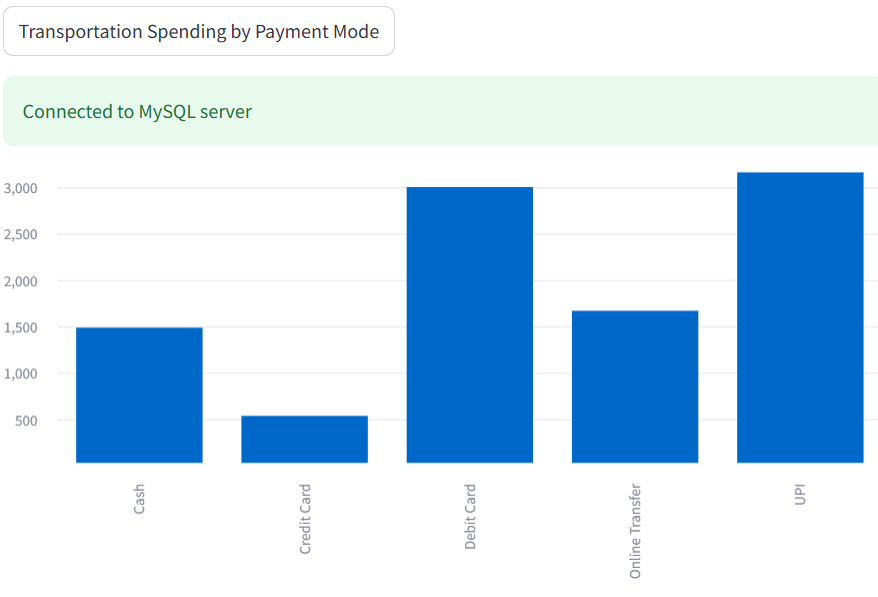 Transportation Spending by Payment Mode
Connected to MySQL server
3,000
2,500
2,000
1,500
1,000
500
Cash
Credit Card
Debit Card
Online Transfer
UPI